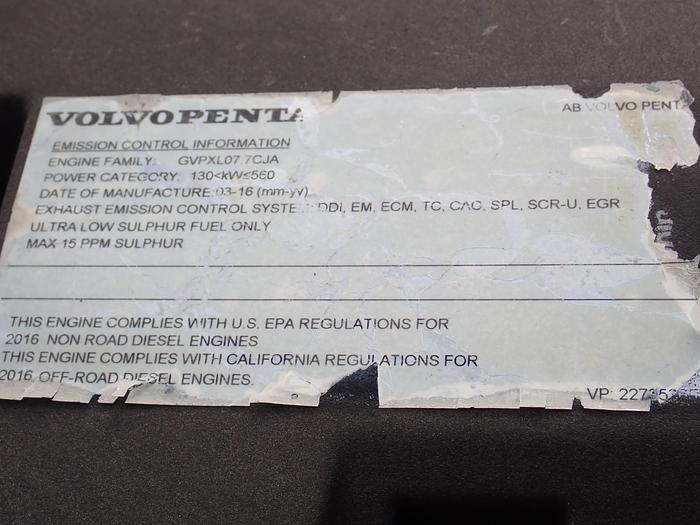 VOLVO PENTA
AB VOLVO PENTA
EMISSION CONTROL INFORMATION
ENGINE FAMILY: GVPXL07.7CJA
POWER CATEGORY: 130<kW≤560
DATE OF MANUFACTURE:03-16 (mm-yy)
EXHAUST EMISSION CONTROL SYSTEM: DDI, EM, ECM, TC, CAC, SPL, SCR-U, EGR
ULTRA LOW SULPHUR FUEL ONLY
MAX 15 PPM SULPHUR
THIS ENGINE COMPLIES WITH U.S. EPA REGULATIONS FOR
2016 NON ROAD DIESEL ENGINES
THIS ENGINE COMPLIES WITH CALIFORNIA REGULATIONS FOR
2016 OFF-ROAD DIESEL ENGINES.
VP: